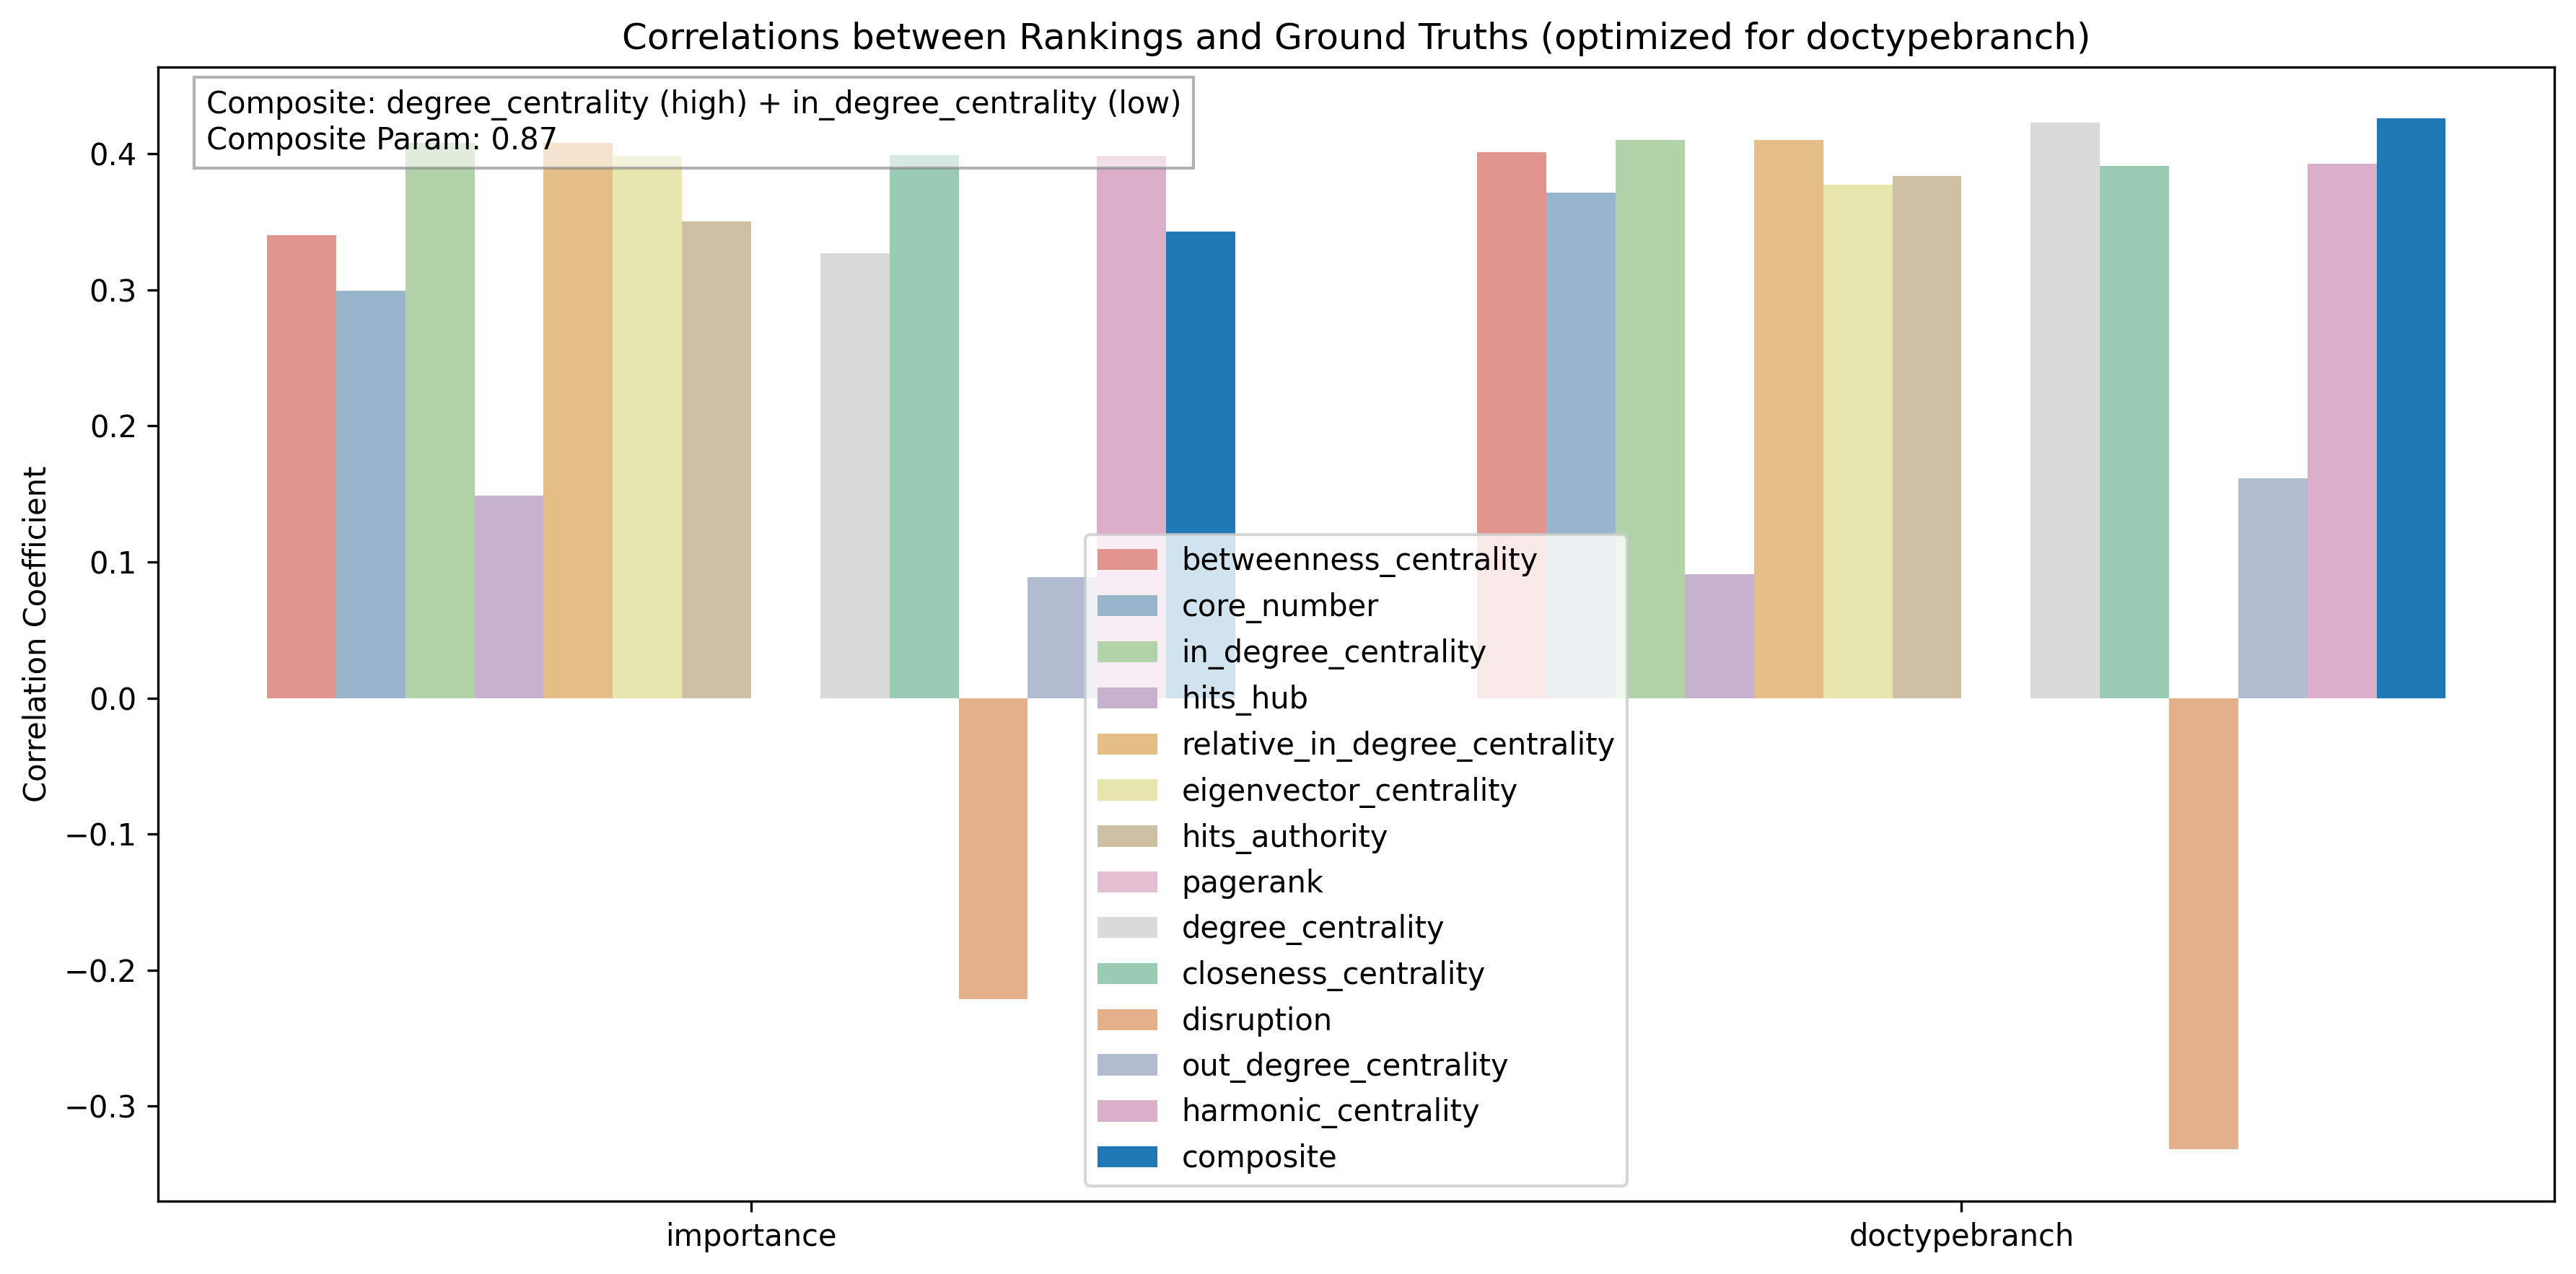 Correlations between Rankings and Ground Truths (optimized for doctypebranch)
Composite: degree_centrality (high) + in_degree_centrality (low)
Composite Param: 0.87
Correlation Coefficient
0.4
0.3
0.2
0.1
0.0
−0.1
−0.2
−0.3
betweenness_centrality
core_number
in_degree_centrality
hits_hub
relative_in_degree_centrality
eigenvector_centrality
hits_authority
pagerank
degree_centrality
closeness_centrality
disruption
out_degree_centrality
harmonic_centrality
composite
importance
doctypebranch